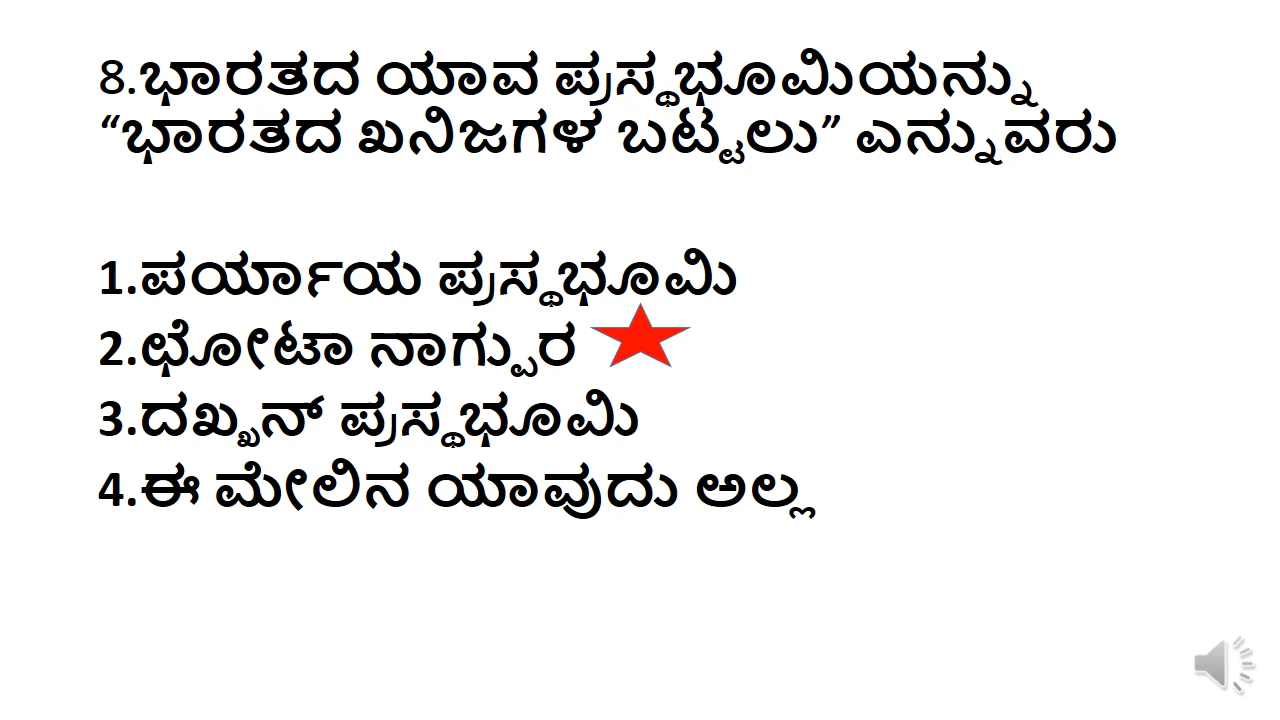 8.ಭಾರತದ ಯಾವ ಪ್ರಸ್ಥಭೂಮಿಯನ್ನು
“ಭಾರತದ ಖನಿಜಗಳ ಬಟ್ಟಲು” ಎನ್ನುವರು
1.ಪರ್ಯಾಯ ಪ್ರಸ್ಥಭೂಮಿ
2.ಛೋಟಾ ನಾಗ್ಪುರ
3.ದಖ್ಖನ್ ಪ್ರಸ್ಥಭೂಮಿ
4.ಈ ಮೇಲಿನ ಯಾವುದು ಅಲ್ಲ